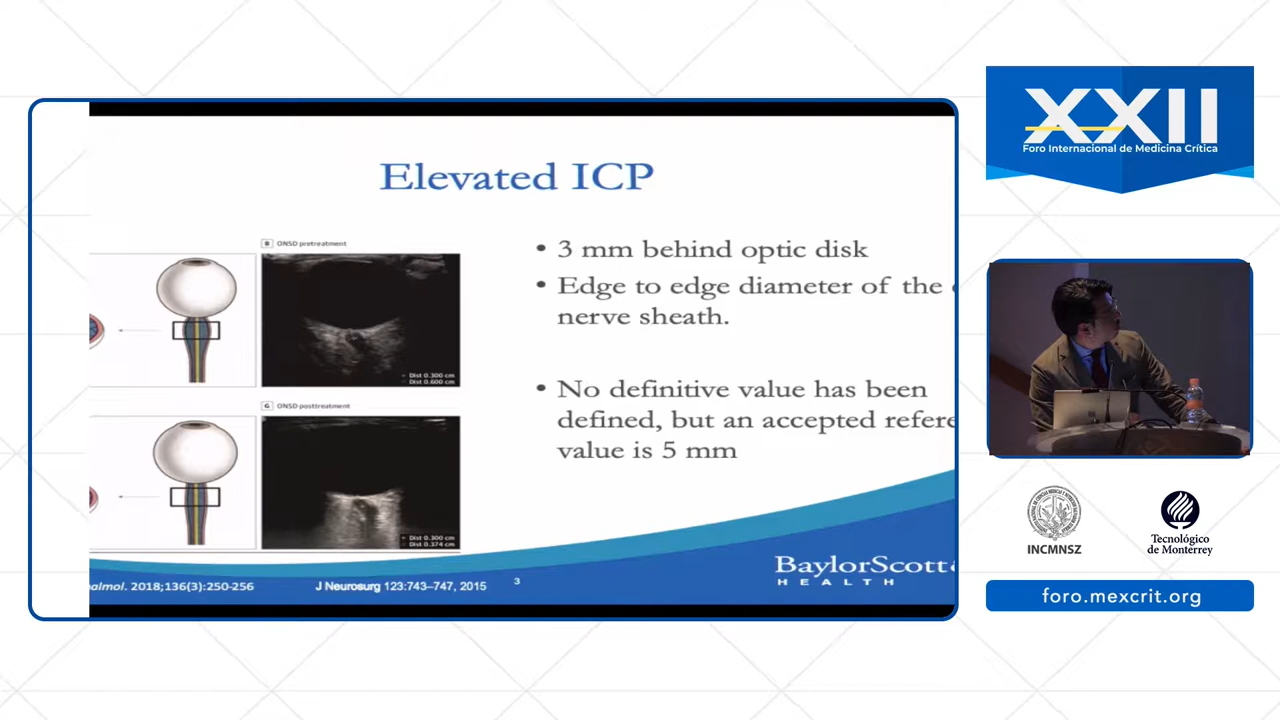 Elevated ICP
B ONSD pretreatment
Dist 0.300 cm
Dist 0.600 cm
G ONSD posttreatment
Dist 0.300 cm
Dist 0.374 cm
• 3 mm behind optic disk
• Edge to edge diameter of the
nerve sheath.
• No definitive value has been
defined, but an accepted refere
value is 5 mm
almol. 2018;136(3):250-256
J Neurosurg 123:743–747, 2015
3
BaylorScott
HEALTH
XXII
Foro Internacional de Medicina Crítica
INCMNSZ
Tecnológico
de Monterrey
foro.mexcrit.org